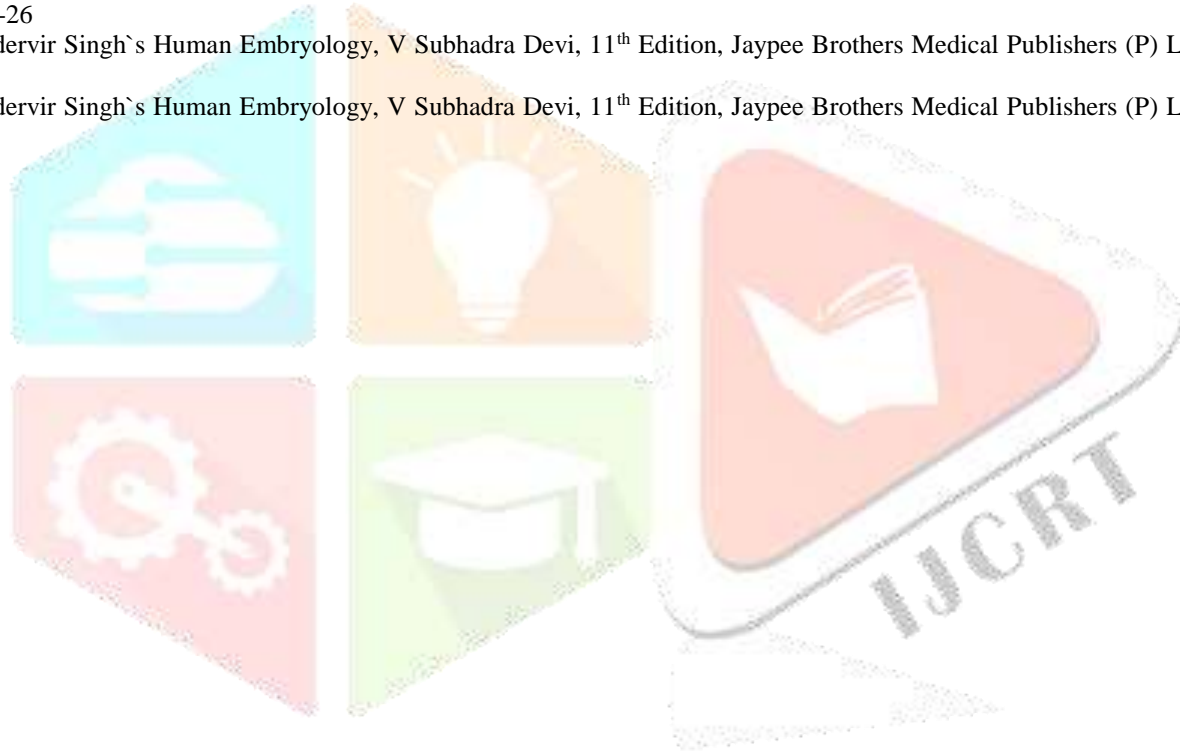 -26
dervir Singh`s Human Embryology, V Subhadra Devi, 11th Edition, Jaypee Brothers Medical Publishers (P) L
dervir Singh`s Human Embryology, V Subhadra Devi, 11th Edition, Jaypee Brothers Medical Publishers (P) L
IJCRT